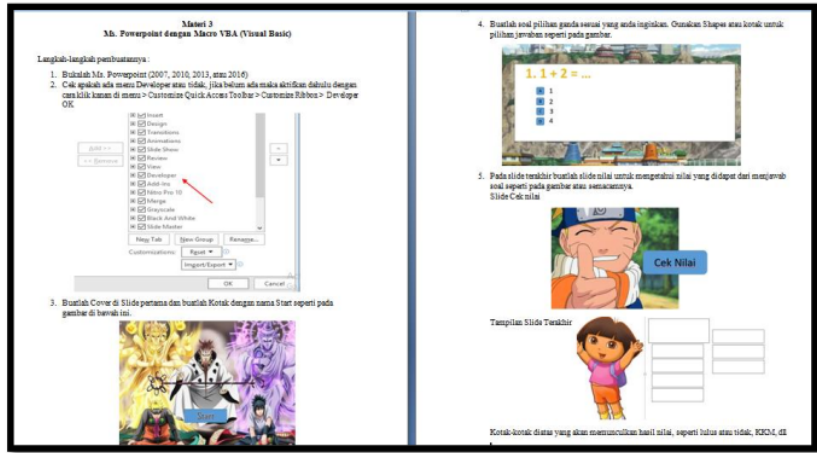 Materi 3
Ms. Powerpoint dengan Macro VBA (Visual Basic)
Langkah-langkah pembuatannya :
1. Bukalah Ms. Powerpoint (2007, 2010, 2013, atau 2016)
2. Cek apakah ada menu Developer atau tidak, jika belum ada maka aktifkan dahulu dengan
cara klik kanan di menu > Customize Quick Access Toolbar > Customize Ribbon > Developer
OK
Insert
Design
Transitions
Animations
Slide Show
Review
View
Developer
Add-Ins
Nitro Pro 10
Merge
Grayscale
Black And White
Slide Master
Add >>
<< Remove
New Tab New Group Rename...
Customizations: Reset
Import/Export
OK Cancel
3. Buatlah Cover di Slide pertama dan buatlah Kotak dengan nama Start seperti pada
gambar di bawah ini.
Start
4. Buatlah soal pilihan ganda sesuai yang anda inginkan. Gunakan Shapes atau kotak untuk
pilihan jawaban seperti pada gambar.
1. 1 + 2 = ...
1
2
3
4
5. Pada slide terakhir buatlah slide nilai untuk mengetahui nilai yang didapat dari menjawab
soal seperti pada gambar atau semacamnya.
Slide Cek nilai
Cek Nilai
Tampilan Slide Terakhir
Kotak-kotak diatas yang akan memunculkan hasil nilai, seperti lulus atau tidak, KKM, dll